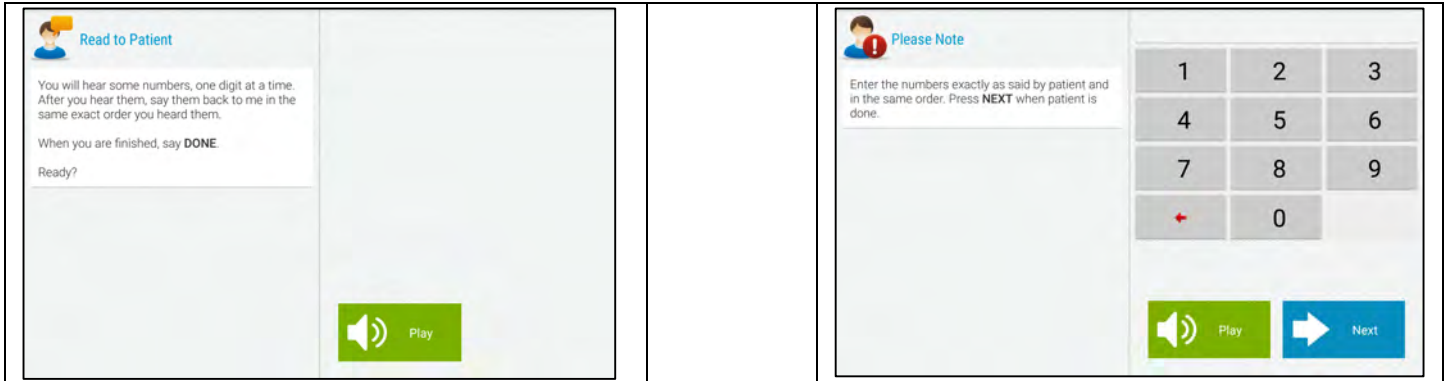 Read to Patient
You will hear some numbers, one digit at a time.
After you hear them, say them back to me in the
same exact order you heard them.
When you are finished, say DONE.
Ready?
Play
Please Note
Enter the numbers exactly as said by patient and
in the same order. Press NEXT when patient is
done.
1 2 3
4 5 6
7 8 9
0
Play
Next